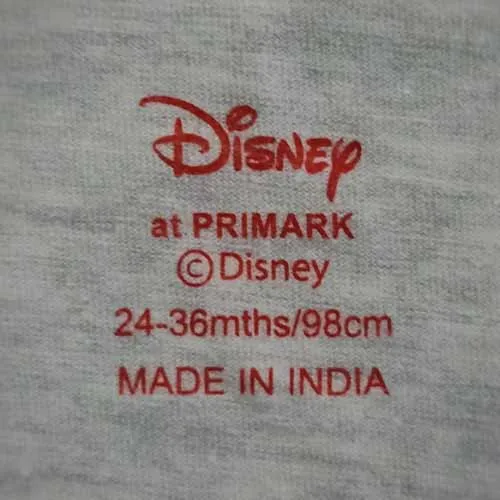 Disney
at PRIMARK
©Disney
24-36mths/98cm
MADE IN INDIA